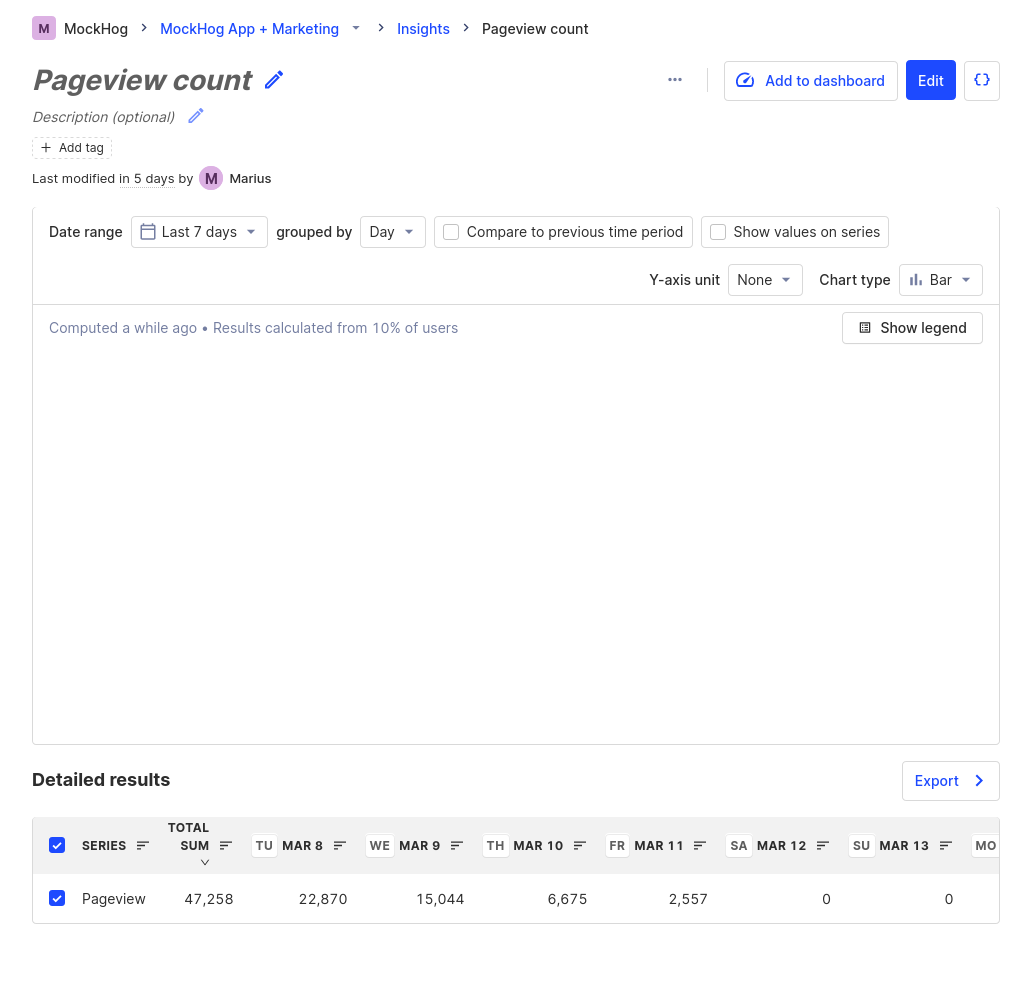 M MockHog MockHog App + Marketing Insights Pageview count
Pageview count
Add to dashboard Edit {}
Description (optional)
Add tag
Last modified in 5 days by M Marius
Date range Last 7 days grouped by Day Compare to previous time period Show values on series
Y-axis unit None Chart type Bar
Computed a while ago • Results calculated from 10% of users Show legend
Detailed results Export
SERIES TOTAL SUM TU MAR 8 WE MAR 9 TH MAR 10 FR MAR 11 SA MAR 12 SU MAR 13 MO
Pageview 47,258 22,870 15,044 6,675 2,557 0 0